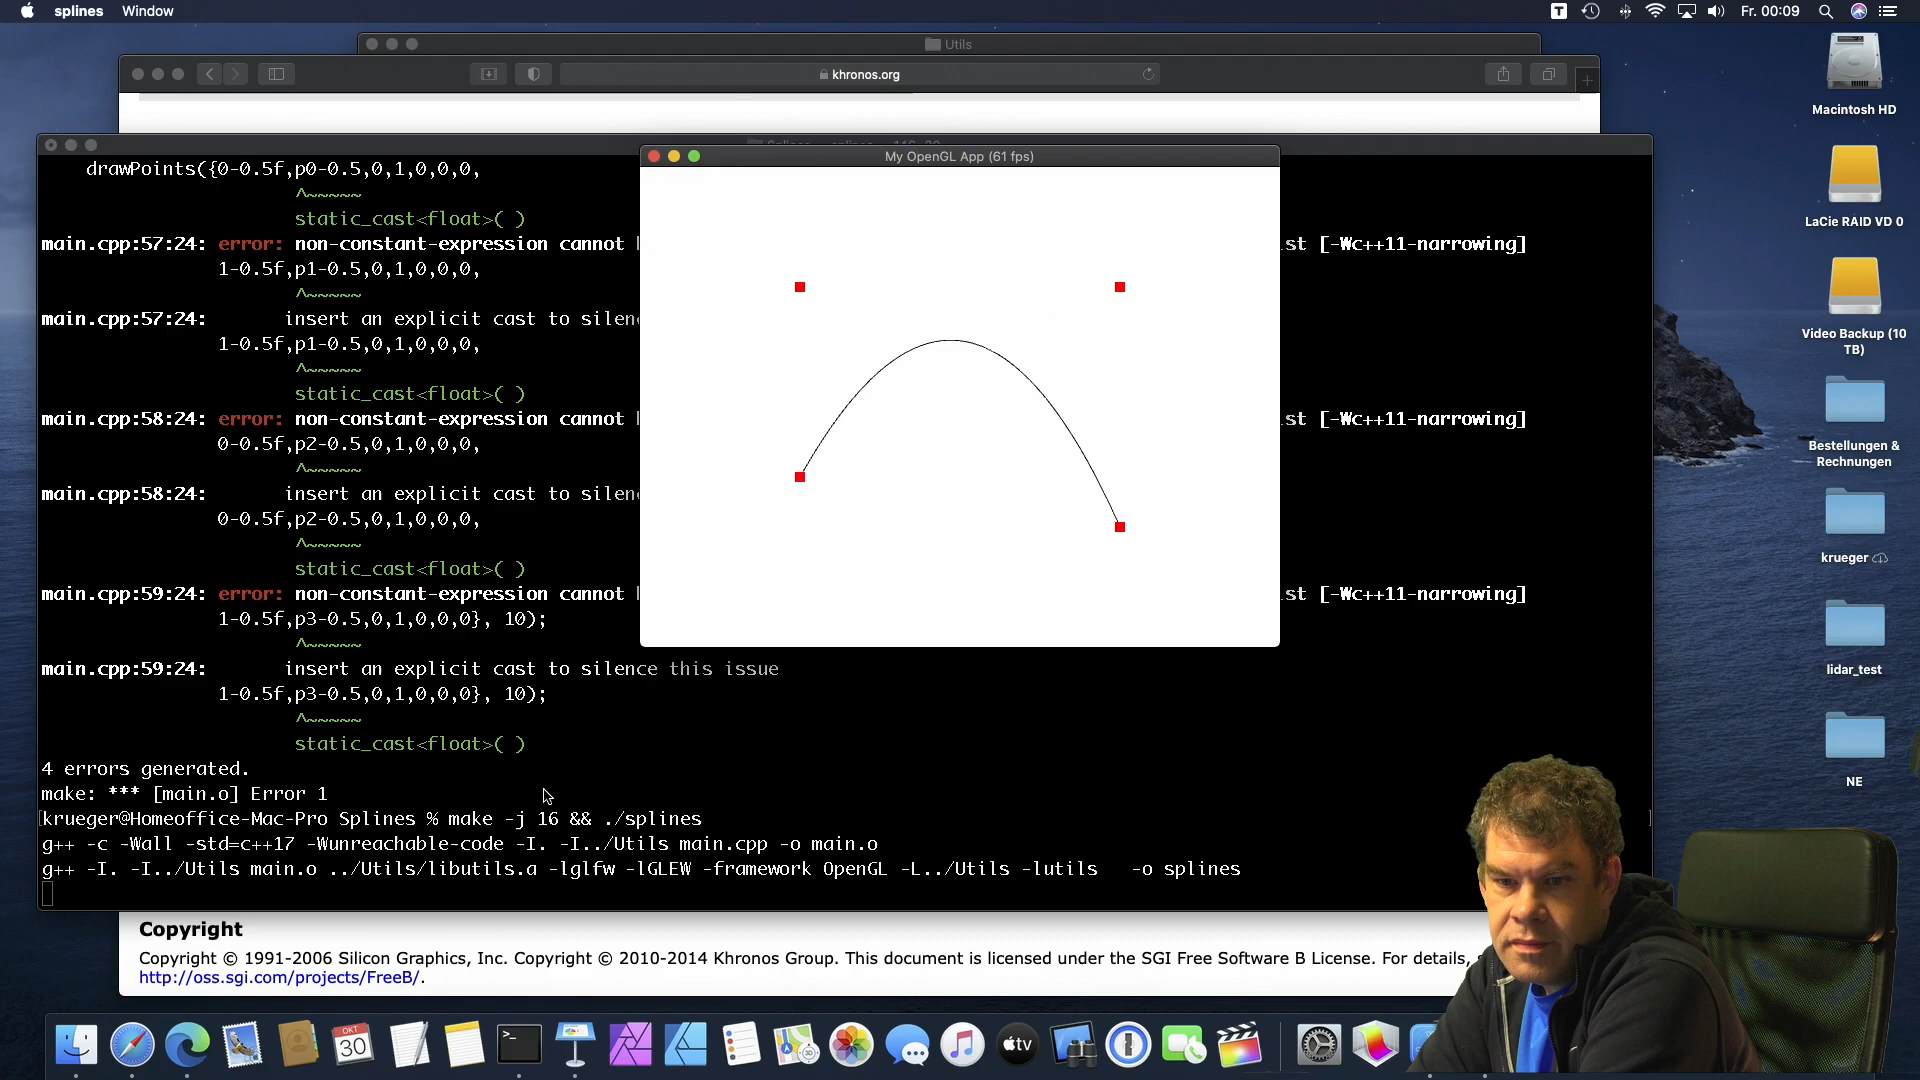 splines Window
T Fr. 00:09
Utils
khronos.org
My OpenGL App (61 fps)
drawPoints({0-0.5f,p0-0.5,0,1,0,0,0,
^~~~~~
static_cast<float>( )
main.cpp:57:24: error: non-constant-expression cannot st [-Wc++11-narrowing]
1-0.5f,p1-0.5,0,1,0,0,0,
^~~~~~
main.cpp:57:24: insert an explicit cast to silenc
1-0.5f,p1-0.5,0,1,0,0,0,
^~~~~~
static_cast<float>( )
main.cpp:58:24: error: non-constant-expression cannot st [-Wc++11-narrowing]
0-0.5f,p2-0.5,0,1,0,0,0,
^~~~~~
main.cpp:58:24: insert an explicit cast to silenc
0-0.5f,p2-0.5,0,1,0,0,0,
^~~~~~
static_cast<float>( )
main.cpp:59:24: error: non-constant-expression cannot st [-Wc++11-narrowing]
1-0.5f,p3-0.5,0,1,0,0,0}, 10);
^~~~~~
main.cpp:59:24: insert an explicit cast to silence this issue
1-0.5f,p3-0.5,0,1,0,0,0}, 10);
^~~~~~
static_cast<float>( )
4 errors generated.
make: *** [main.o] Error 1
[krueger@Homeoffice-Mac-Pro Splines % make -j 16 && ./splines ]
g++ -c -Wall -std=c++17 -Wunreachable-code -I. -I../Utils main.cpp -o main.o
g++ -I. -I../Utils main.o ../Utils/libutils.a -lglfw -lGLEW -framework OpenGL -L../Utils -lutils -o splines
Copyright
Copyright © 1991-2006 Silicon Graphics, Inc. Copyright © 2010-2014 Khronos Group. This document is licensed under the SGI Free Software B License. For details,
http://oss.sgi.com/projects/FreeB/.
Macintosh HD
LaCie RAID VD 0
Video Backup (10
TB)
Bestellungen &
Rechnungen
krueger
lidar_test
NE
OKT
30
>_
tv